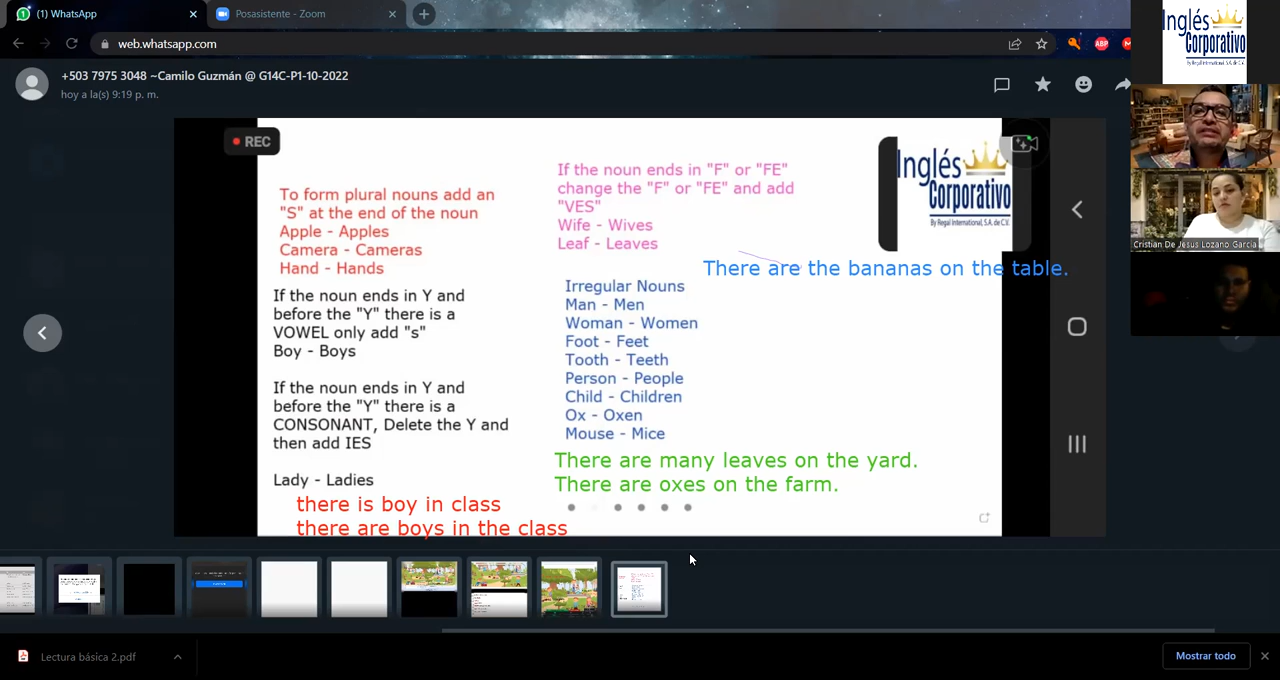 (1) WhatsApp
Posasistente - Zoom
web.whatsapp.com
ABP
M
Inglés
Corporativo
By Regal International, S.A. de C.V.
+503 7975 3048 ~Camilo Guzmán @ G14C-P1-10-2022
hoy a la(s) 9:19 p. m.
REC
To form plural nouns add an
"S" at the end of the noun
Apple - Apples
Camera - Cameras
Hand - Hands
If the noun ends in Y and
before the "Y" there is a
VOWEL only add "s"
Boy - Boys
If the noun ends in Y and
before the "Y" there is a
CONSONANT, Delete the Y and
then add IES
Lady - Ladies
there is boy in class
there are boys in the class
If the noun ends in "F" or "FE"
change the "F" or "FE" and add
"VES"
Wife - Wives
Leaf - Leaves
Irregular Nouns
Man - Men
Woman - Women
Foot - Feet
Tooth - Teeth
Person - People
Child - Children
Ox - Oxen
Mouse - Mice
There are many leaves on the yard.
There are oxes on the farm.
Inglés
Corporativo
By Regal International, S.A. de C.V.
There are the bananas on the table.
Cristian De Jesus Lozano Garcia
Lectura básica 2.pdf
Mostrar todo